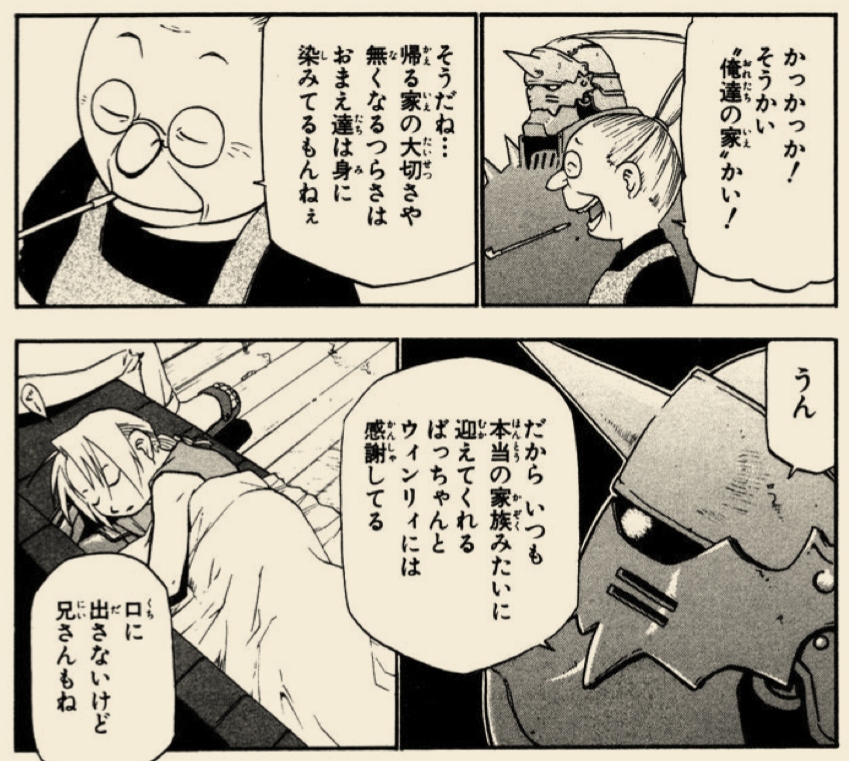 かっかっか！
そうかい
〝俺達の家〟かい！
そうだね…
帰る家の大切さや
無くなるつらさは
おまえ達は身に
染みてるもんねぇ
うん
だから いつも
本当の家族みたいに
迎えてくれる
ばっちゃんと
ウィンリィには
感謝してる
口に
出さないけど
兄さんもね